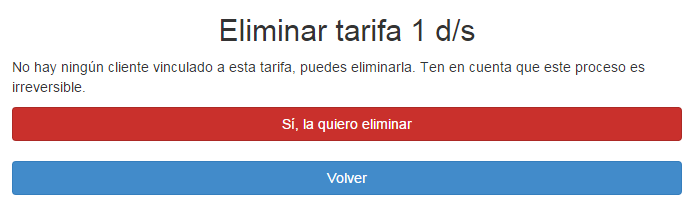 Eliminar tarifa 1 d/s
No hay ningún cliente vinculado a esta tarifa, puedes eliminarla. Ten en cuenta que este proceso es
irreversible.
Sí, la quiero eliminar
Volver